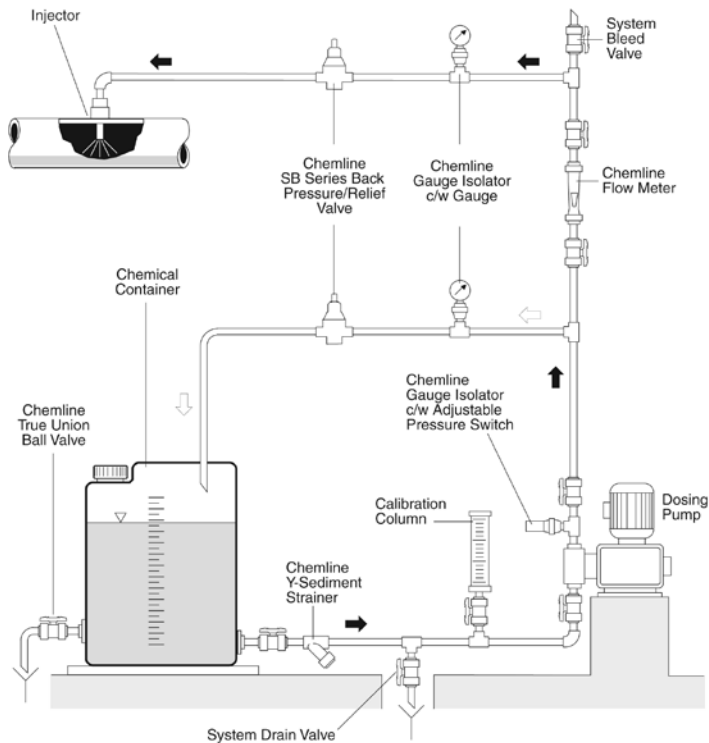 Injector
System
Bleed
Valve
Chemline
SB Series Back
Pressure/Relief
Valve
Chemline
Gauge Isolator
c/w Gauge
Chemline
Flow Meter
Chemical
Container
Chemline
True Union
Ball Valve
Chemline
Gauge Isolator
c/w Adjustable
Pressure Switch
Calibration
Column
Dosing
Pump
Chemline
Y-Sediment
Strainer
System Drain Valve